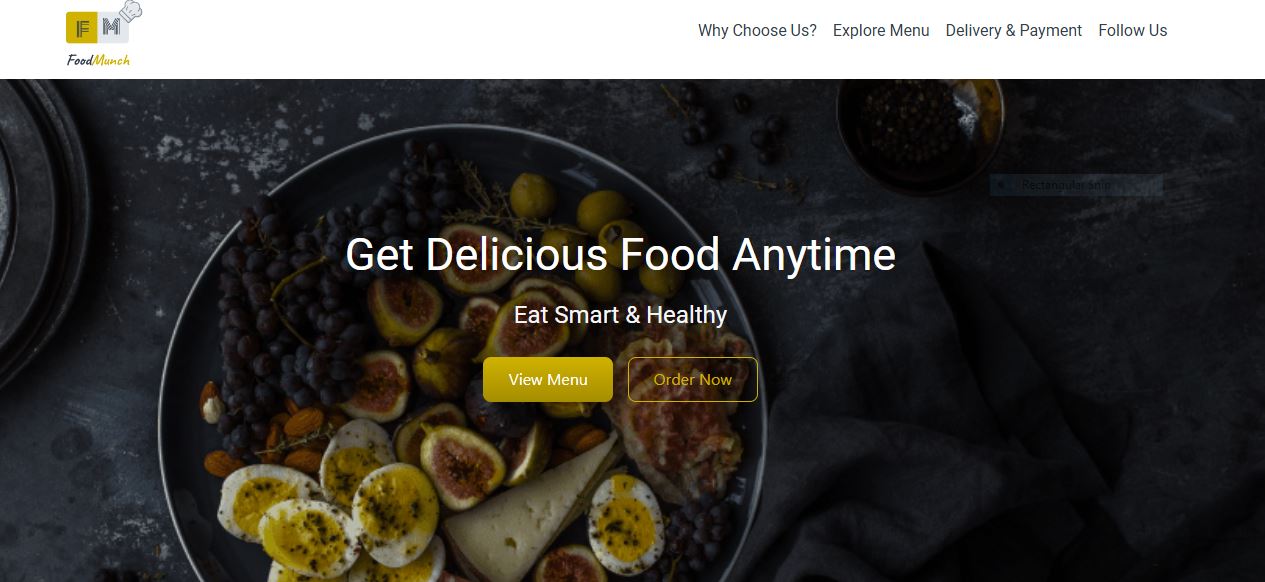 F M
FoodMunch
Why Choose Us? Explore Menu Delivery & Payment Follow Us
Rectangular Snip
Get Delicious Food Anytime
Eat Smart & Healthy
View Menu Order Now